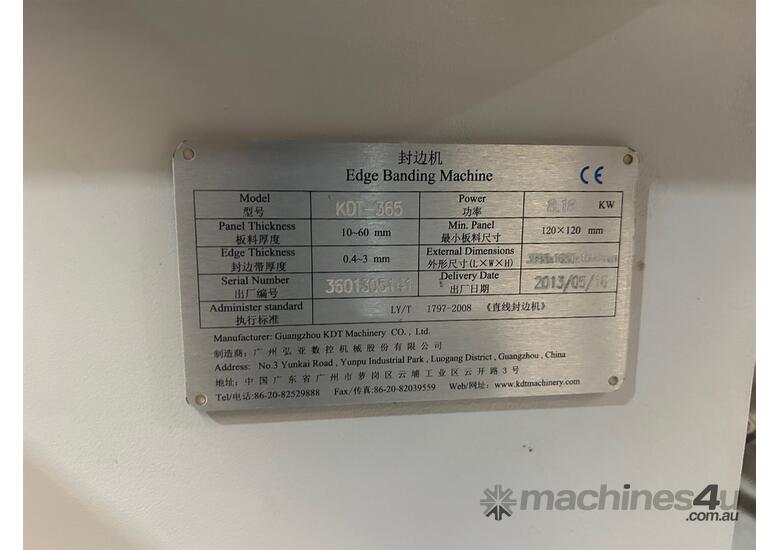 封边机
Edge Banding Machine CE
Model 型号 KDT-365 Power 功率 8.18 KW
Panel Thickness 板料厚度 10~60 mm Min. Panel 最小板料尺寸 120×120 mm
Edge Thickness 封边带厚度 0.4~3 mm External Dimensions 外形尺寸(L×W×H)
Serial Number 出厂编号 3601305141 Delivery Date 出厂日期 2013/05/16
Administer standard 执行标准 LY/T 1797-2008 《直线封边机》
Manufacturer: Guangzhou KDT Machinery CO., Ltd.
制造商: 广州弘亚数控机械股份有限公司
Address: No.3 Yunkai Road, Yunpu Industrial Park, Luogang District, Guangzhou, China
地址: 中国广东省广州市萝岗区云埔工业区云开路3号
Tel/电话:86-20-82529888 Fax/传真:86-20-82039559 Web/网址: www.kdtmachinery.com
machines4u
.com.au